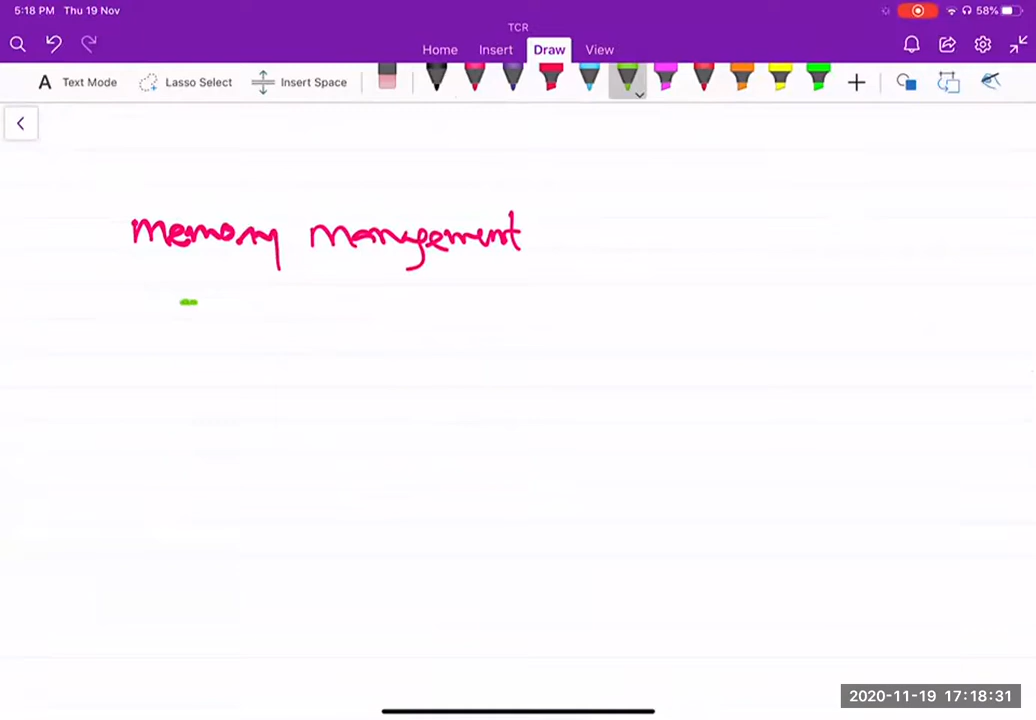 5:18 PM Thu 19 Nov
58%
TCR
Home Insert Draw View
A Text Mode Lasso Select Insert Space
memory management
2020-11-19 17:18:31